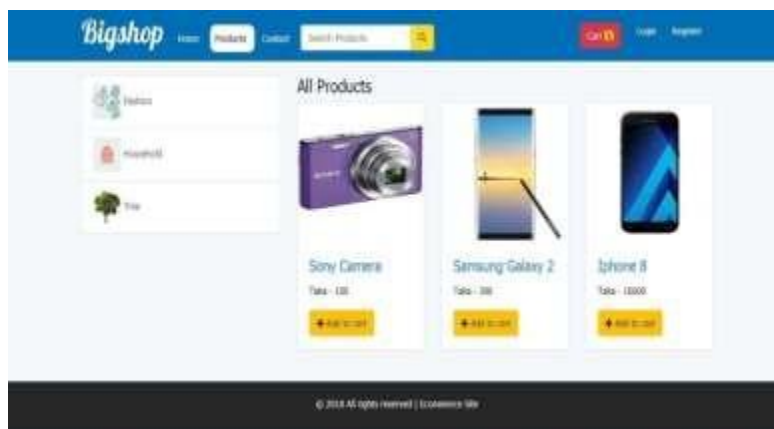 Bigshop Home Products Contact Search Products Cart Login Register
All Products
Fashion
Household
Tree
SONY
Sony Camera Samsung Galaxy 2 Iphone 8
Taka - 100 Taka - Taka - 10000
Add to cart Add to cart Add to cart
© 2018 All rights reserved | Ecommerce Site